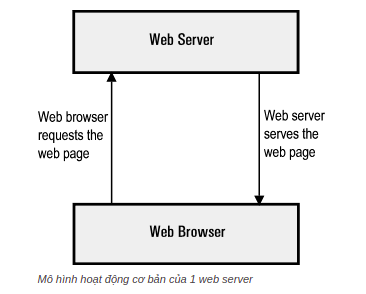 Web Server
Web browser
requests the
web page
Web server
serves the
web page
Web Browser
Mô hình hoạt động cơ bản của 1 web server